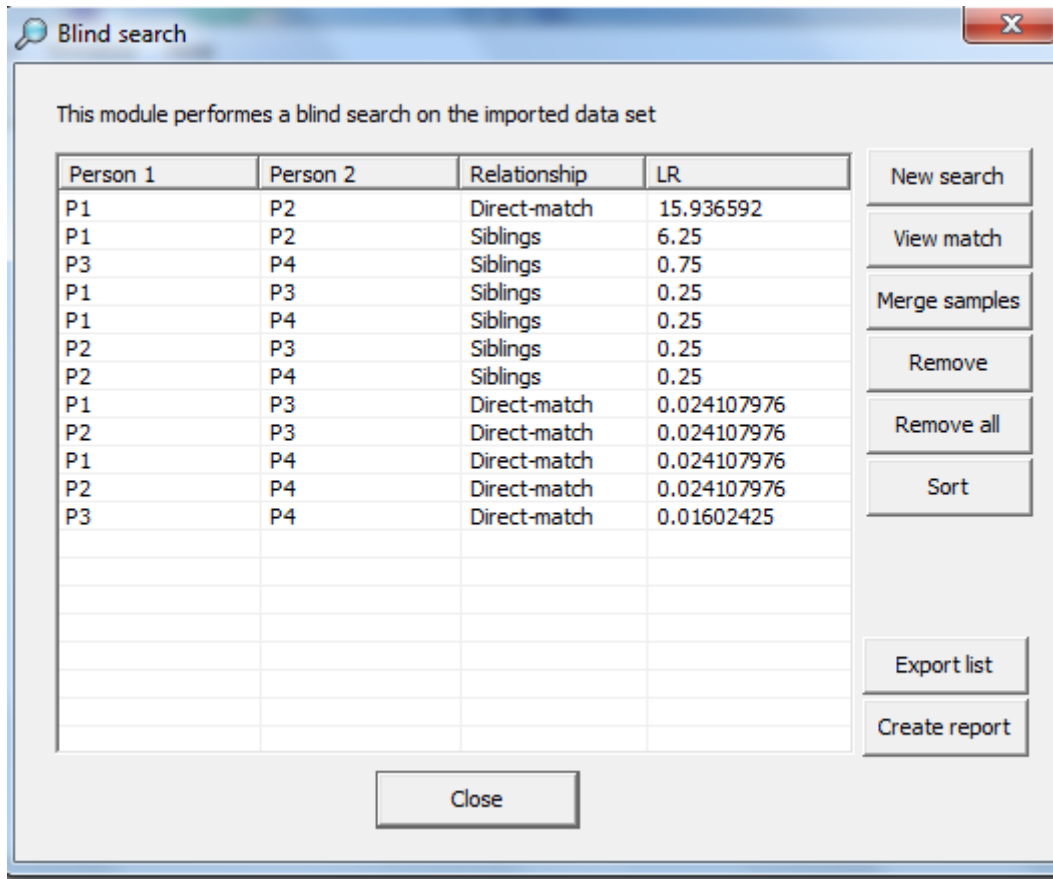 Blind search
This module performes a blind search on the imported data set
Person 1 Person 2 Relationship LR
P1 P2 Direct-match 15.936592
P1 P2 Siblings 6.25
P3 P4 Siblings 0.75
P1 P3 Siblings 0.25
P1 P4 Siblings 0.25
P2 P3 Siblings 0.25
P2 P4 Siblings 0.25
P1 P3 Direct-match 0.024107976
P2 P3 Direct-match 0.024107976
P1 P4 Direct-match 0.024107976
P2 P4 Direct-match 0.024107976
P3 P4 Direct-match 0.01602425
New search
View match
Merge samples
Remove
Remove all
Sort
Export list
Create report
Close